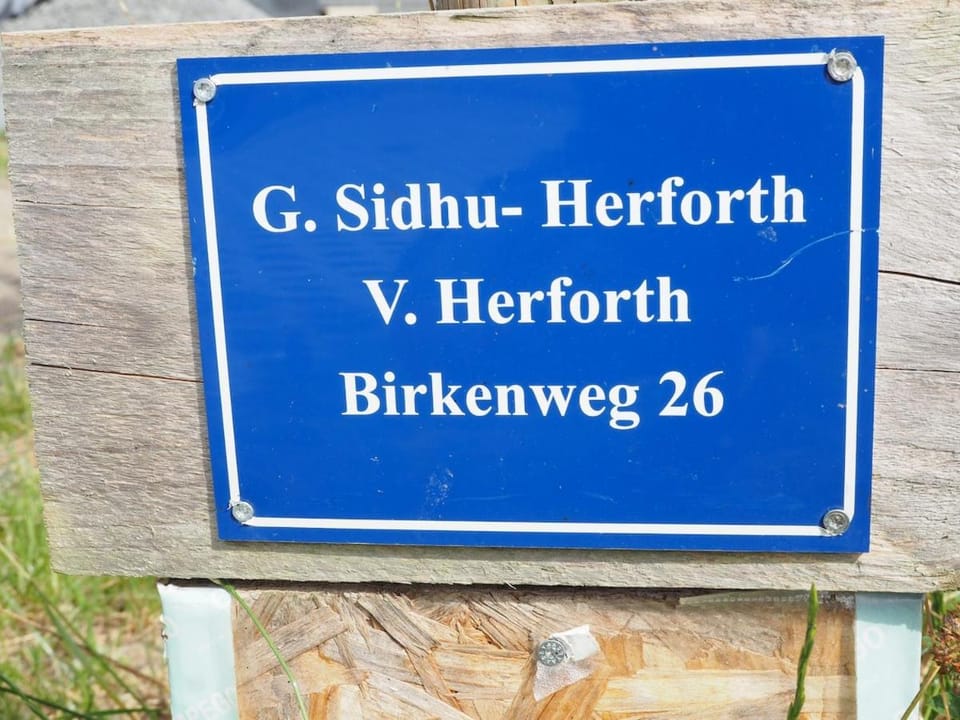 G. Sidhu- Herforth
V. Herforth
Birkenweg 26